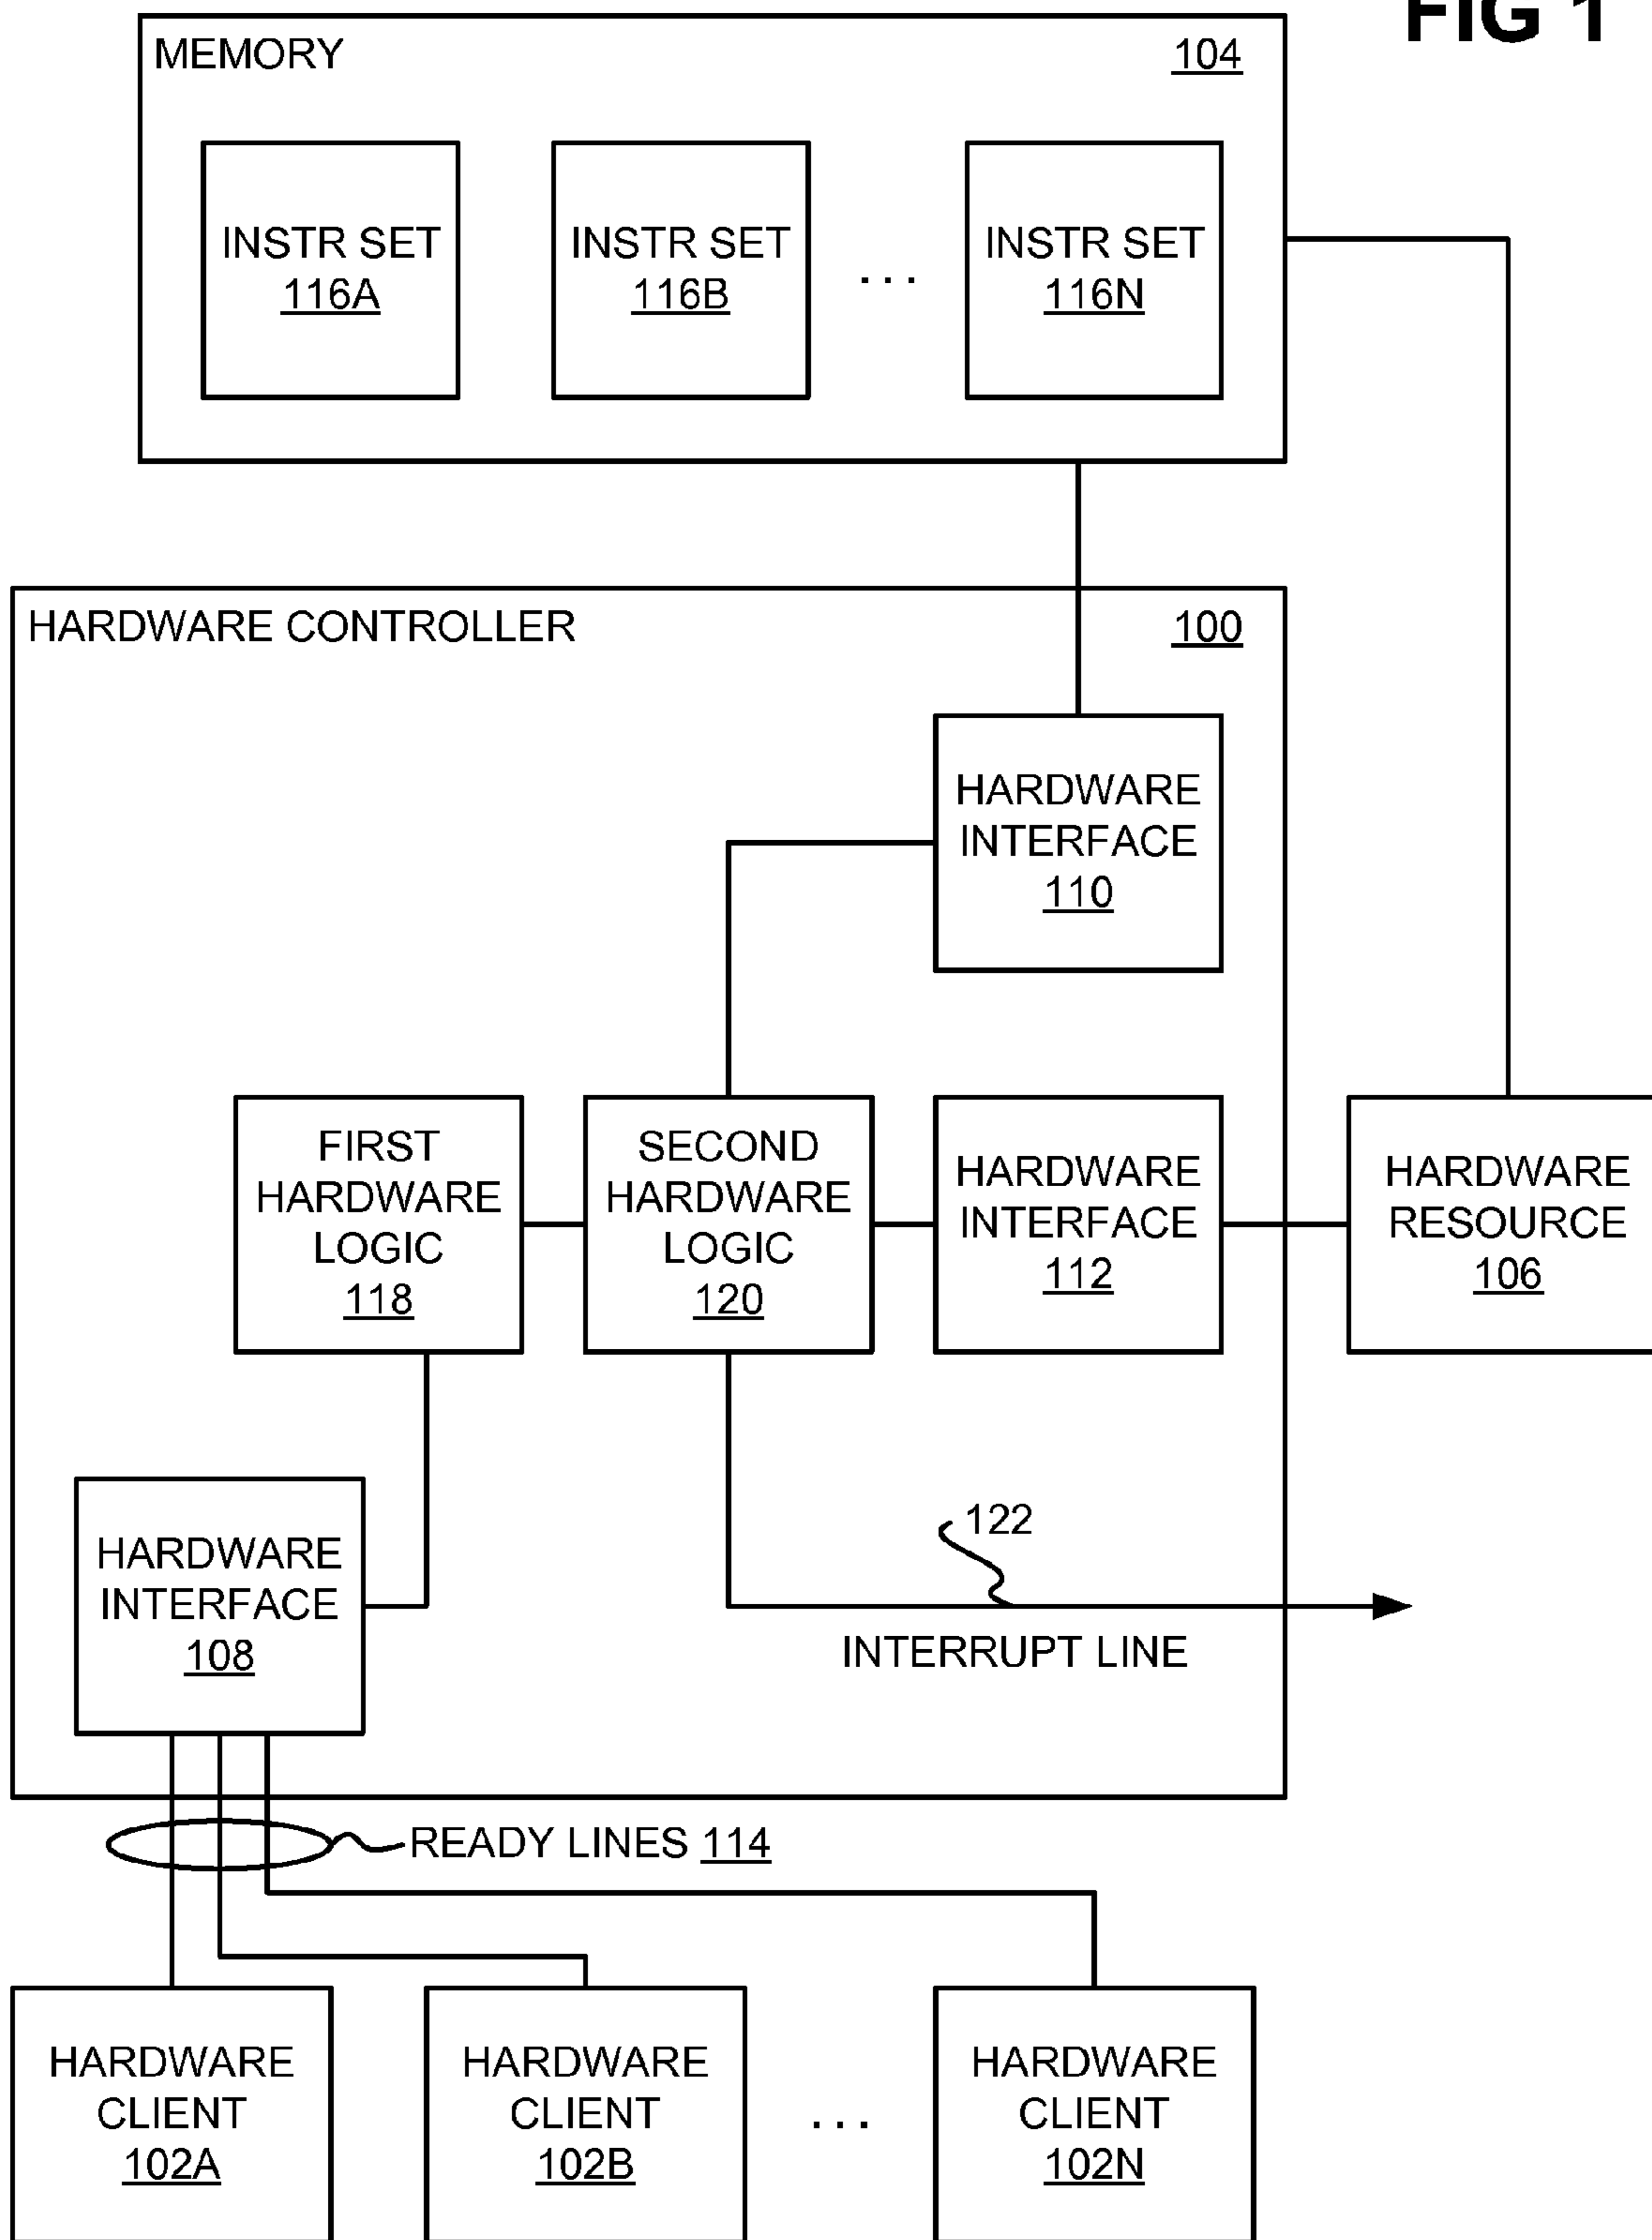 FIG 1
MEMORY
104
INSTR SET
116A
INSTR SET
116B
...
INSTR SET
116N
HARDWARE CONTROLLER
100
HARDWARE
INTERFACE
110
FIRST
HARDWARE
LOGIC
118
SECOND
HARDWARE
LOGIC
120
HARDWARE
INTERFACE
112
HARDWARE
RESOURCE
106
HARDWARE
INTERFACE
108
122
INTERRUPT LINE
READY LINES 114
HARDWARE
CLIENT
102A
HARDWARE
CLIENT
102B
...
HARDWARE
CLIENT
102N